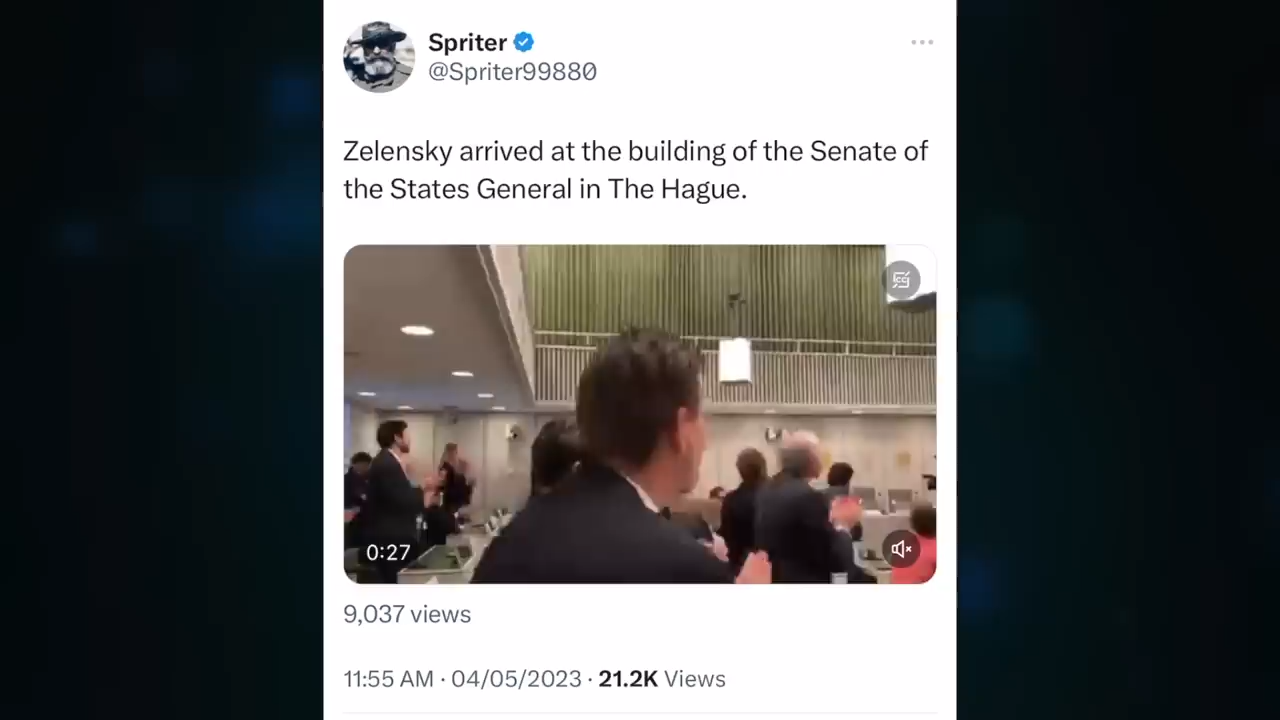 Spriter
@Spriter99880
Zelensky arrived at the building of the Senate of
the States General in The Hague.
0:27
9,037 views
11:55 AM · 04/05/2023 · 21.2K Views